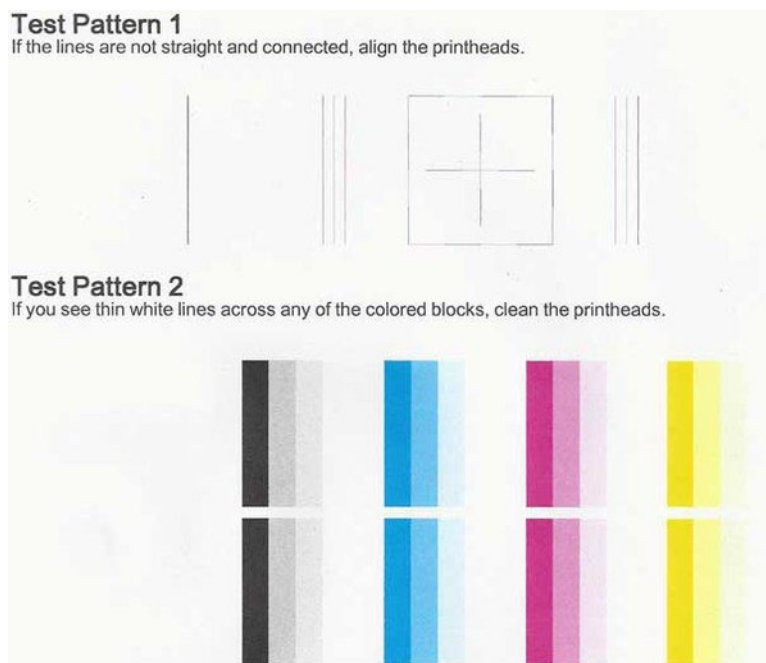 Test Pattern 1
If the lines are not straight and connected, align the printheads.
Test Pattern 2
If you see thin white lines across any of the colored blocks, clean the printheads.